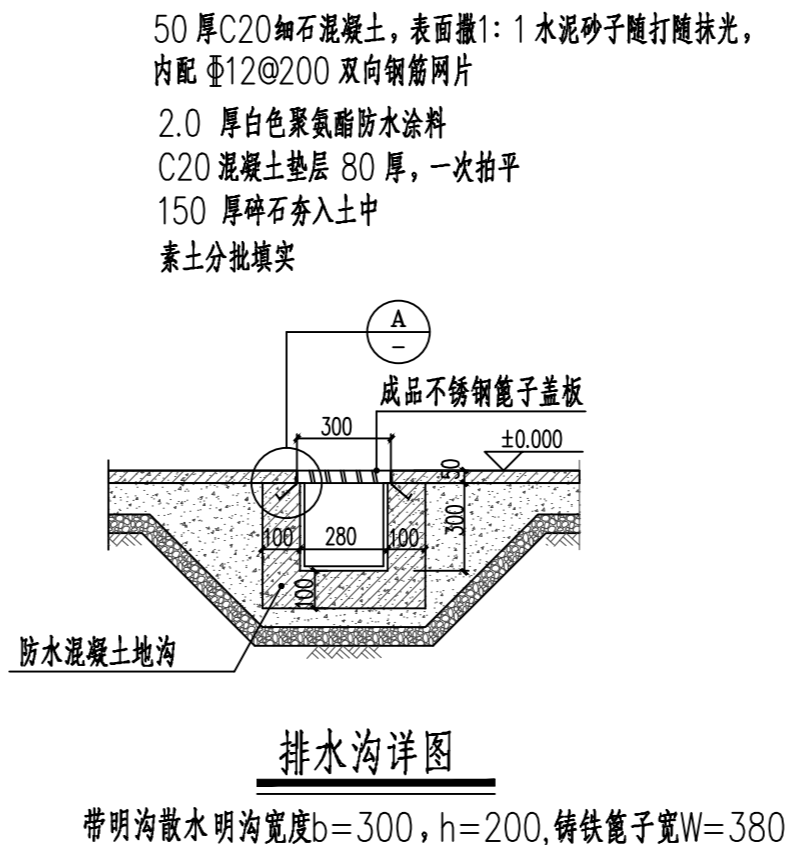 50 厚C20细石混凝土，表面撒1：1水泥砂子随打随抹光，
内配 Φ12@200 双向钢筋网片
2.0 厚白色聚氨酯防水涂料
C20 混凝土垫层 80 厚，一次拍平
150 厚碎石夯入土中
素土分批填实
A
–
成品不锈钢篦子盖板
300
±0.000
50
300
100
280
100
100
防水混凝土地沟
排水沟详图
带明沟散水明沟宽度b=300，h=200,铸铁篦子宽W=380